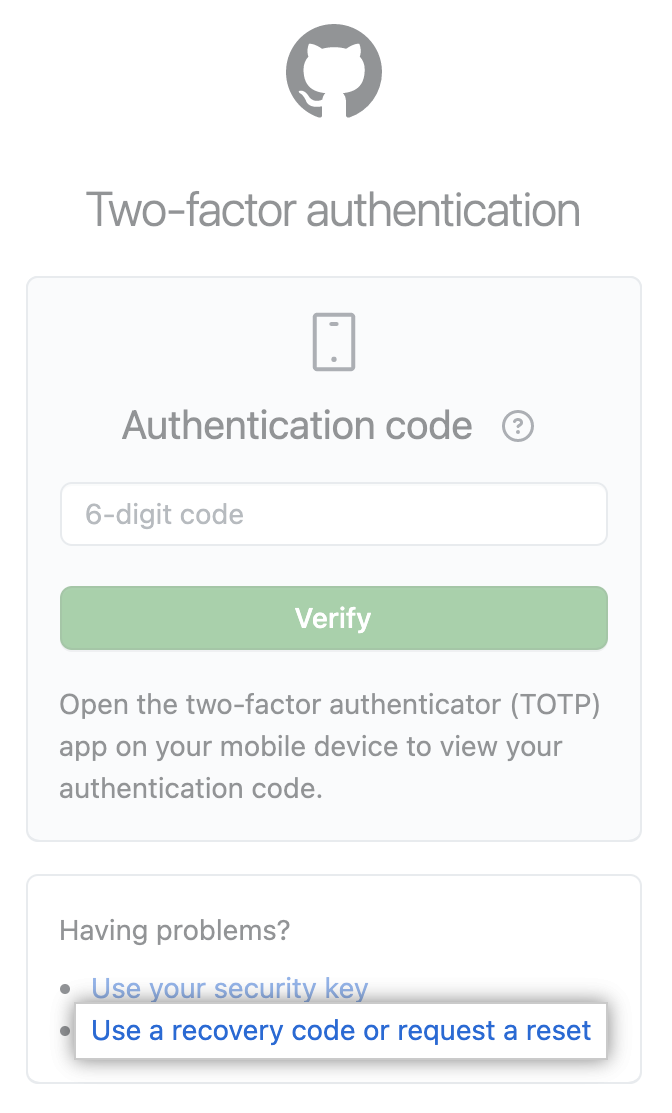 Two-factor authentication
Authentication code ?
6-digit code
Verify
Open the two-factor authenticator (TOTP)
app on your mobile device to view your
authentication code.
Having problems?
• Use your security key
• Use a recovery code or request a reset